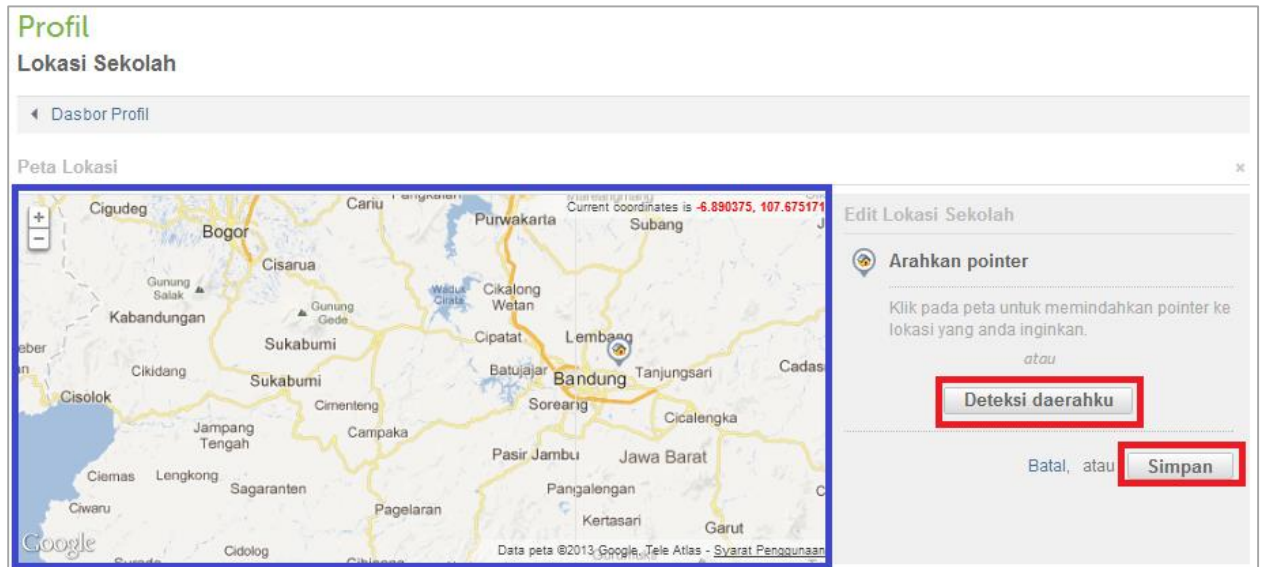 Profil
Lokasi Sekolah
Dasbor Profil
Peta Lokasi
×
+
−
Current coordinates is -6.890375, 107.675171
Cigudeg
Cariu
Purwakarta
Subang
Bogor
Cisarua
Gunung
Salak
Waduk
Cirata
Cikalong
Wetan
Gunung
Gede
Kabandungan
Sukabumi
Cipatat
Lembang
Cikidang
Sukabumi
Batujajar
Bandung
Tanjungsari
Cisolok
Cimenteng
Soreang
Cicalengka
Jampang
Tengah
Campaka
Pasir Jambu
Jawa Barat
Ciemas
Lengkong
Sagaranten
Pangalengan
Ciwaru
Pagelaran
Kertasari
Garut
Google
Cidolog
Data peta ©2013 Google, Tele Atlas - Syarat Penggunaan
Edit Lokasi Sekolah
Arahkan pointer
Klik pada peta untuk memindahkan pointer ke
lokasi yang anda inginkan.
atau
Deteksi daerahku
Batal, atau Simpan